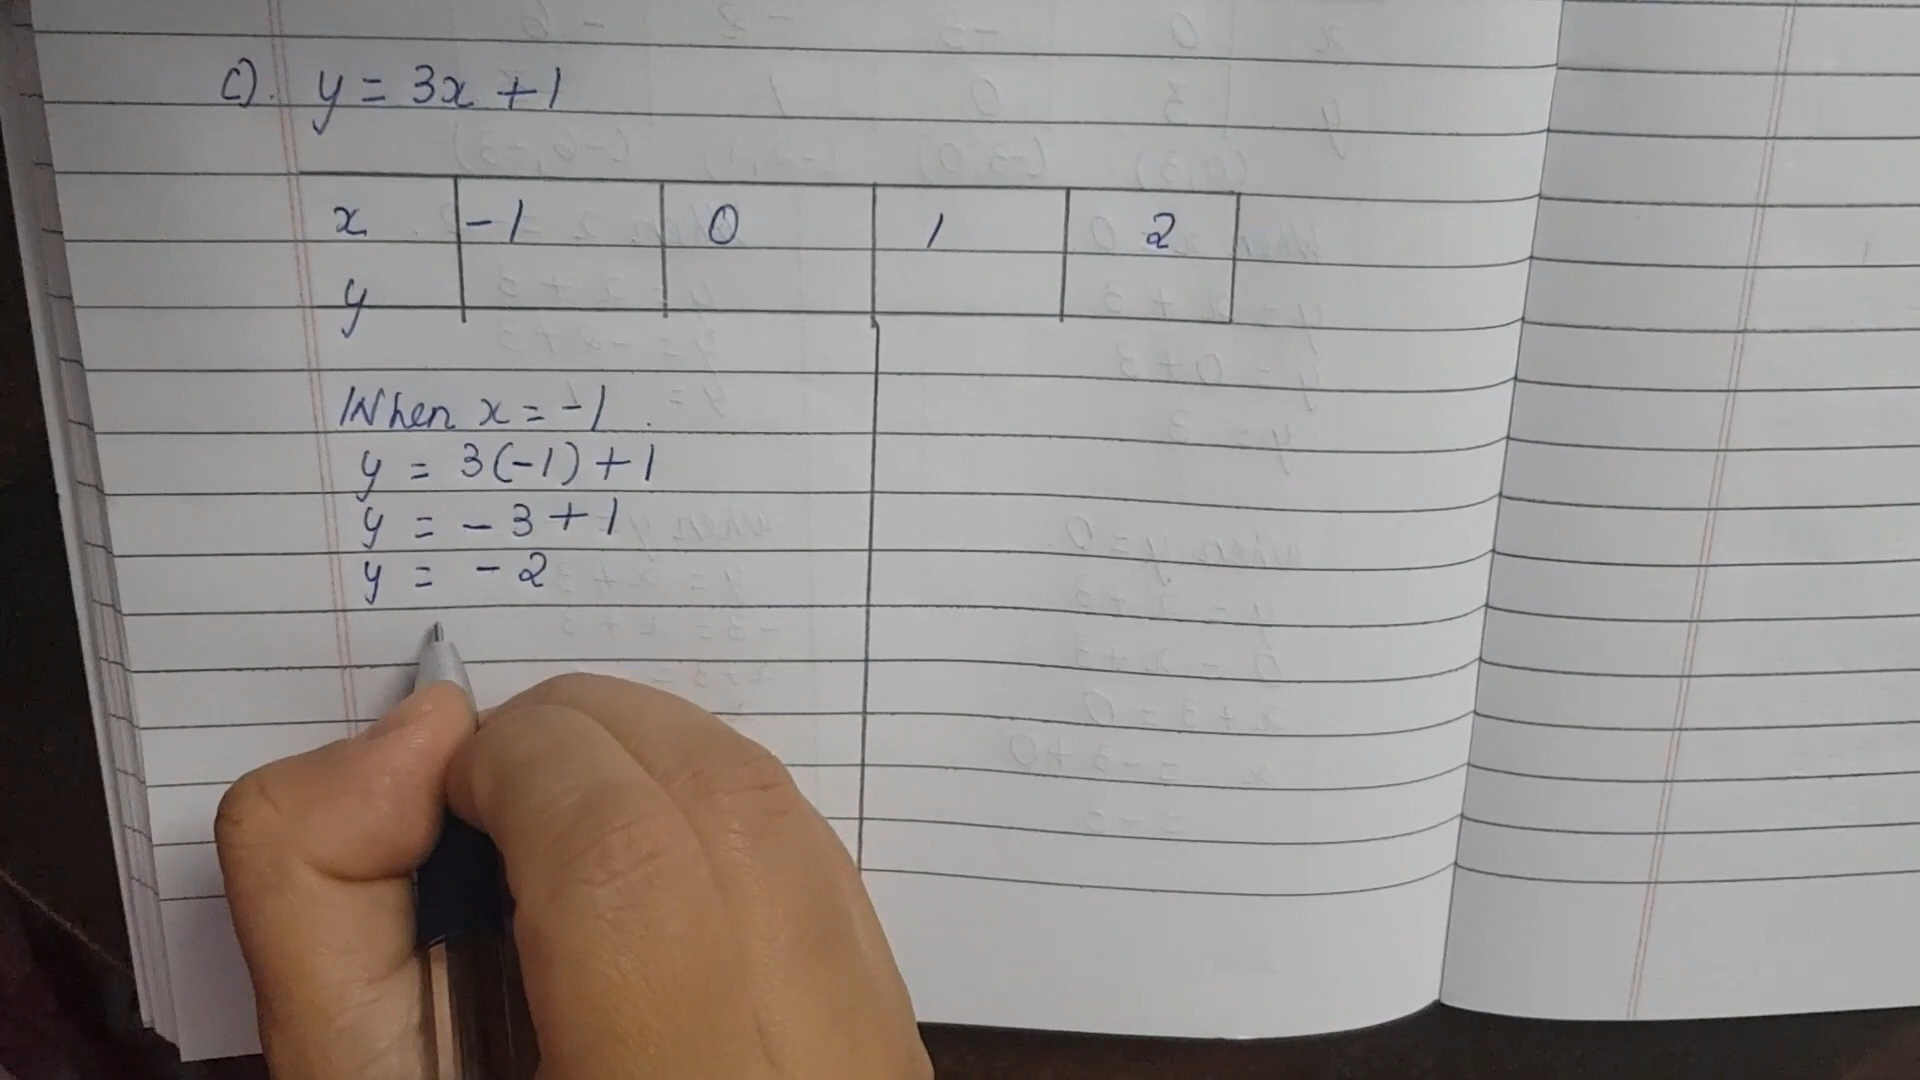 c). y = 3x + 1
x -1 0 1 2
y
When x = -1.
y = 3(-1) + 1
y = -3 + 1
y = -2